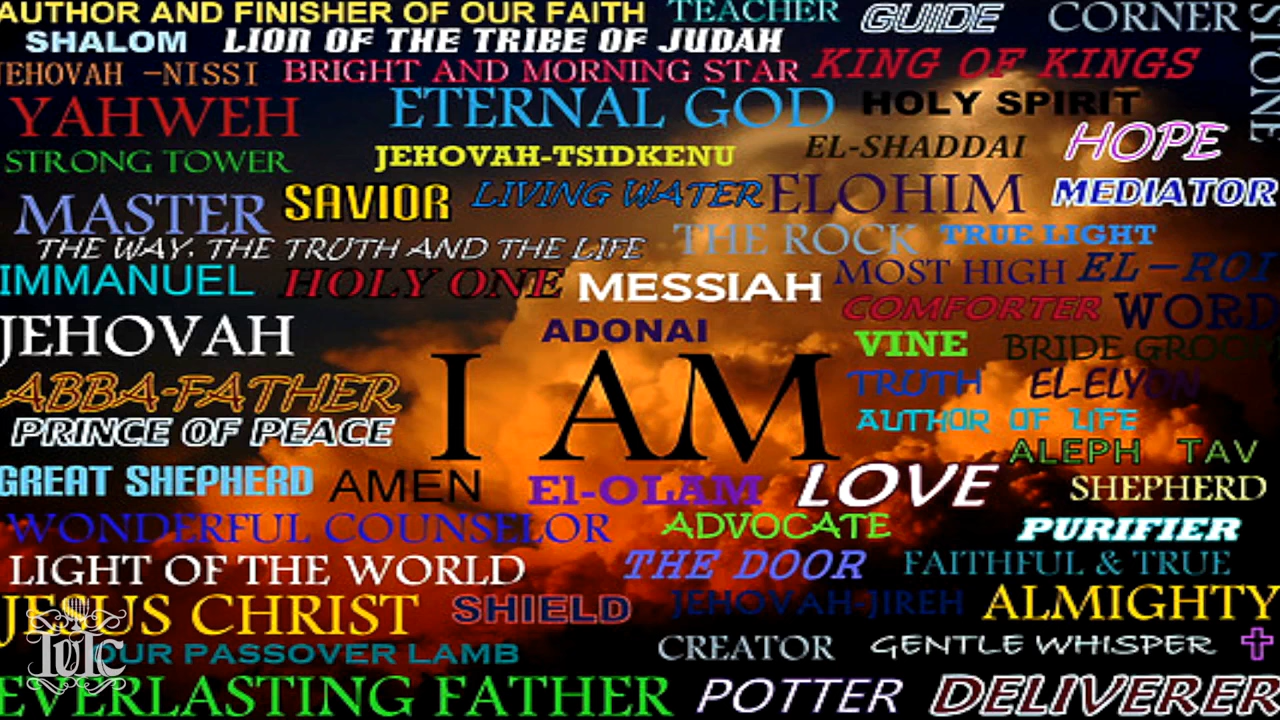 AUTHOR AND FINISHER OF OUR FAITH TEACHER GUIDE CORNER STONE
SHALOM LION OF THE TRIBE OF JUDAH
JEHOVAH -NISSI BRIGHT AND MORNING STAR KING OF KINGS
YAHWEH ETERNAL GOD HOLY SPIRIT
STRONG TOWER JEHOVAH-TSIDKENU EL-SHADDAI HOPE
MASTER SAVIOR LIVING WATER ELOHIM MEDIATOR
THE WAY, THE TRUTH AND THE LIFE THE ROCK TRUE LIGHT
IMMANUEL HOLY ONE MESSIAH MOST HIGH EL-ROI
COMFORTER WORD
JEHOVAH ADONAI VINE BRIDE GROOM
ABBA-FATHER I AM TRUTH EL-ELYON
PRINCE OF PEACE AUTHOR OF LIFE
ALEPH TAV
GREAT SHEPHERD AMEN El-OLAM LOVE SHEPHERD
WONDERFUL COUNSELOR ADVOCATE PURIFIER
LIGHT OF THE WORLD THE DOOR FAITHFUL & TRUE
JESUS CHRIST SHIELD JEHOVAH-JIREH ALMIGHTY
OUR PASSOVER LAMB CREATOR GENTLE WHISPER
EVERLASTING FATHER POTTER DELIVERER